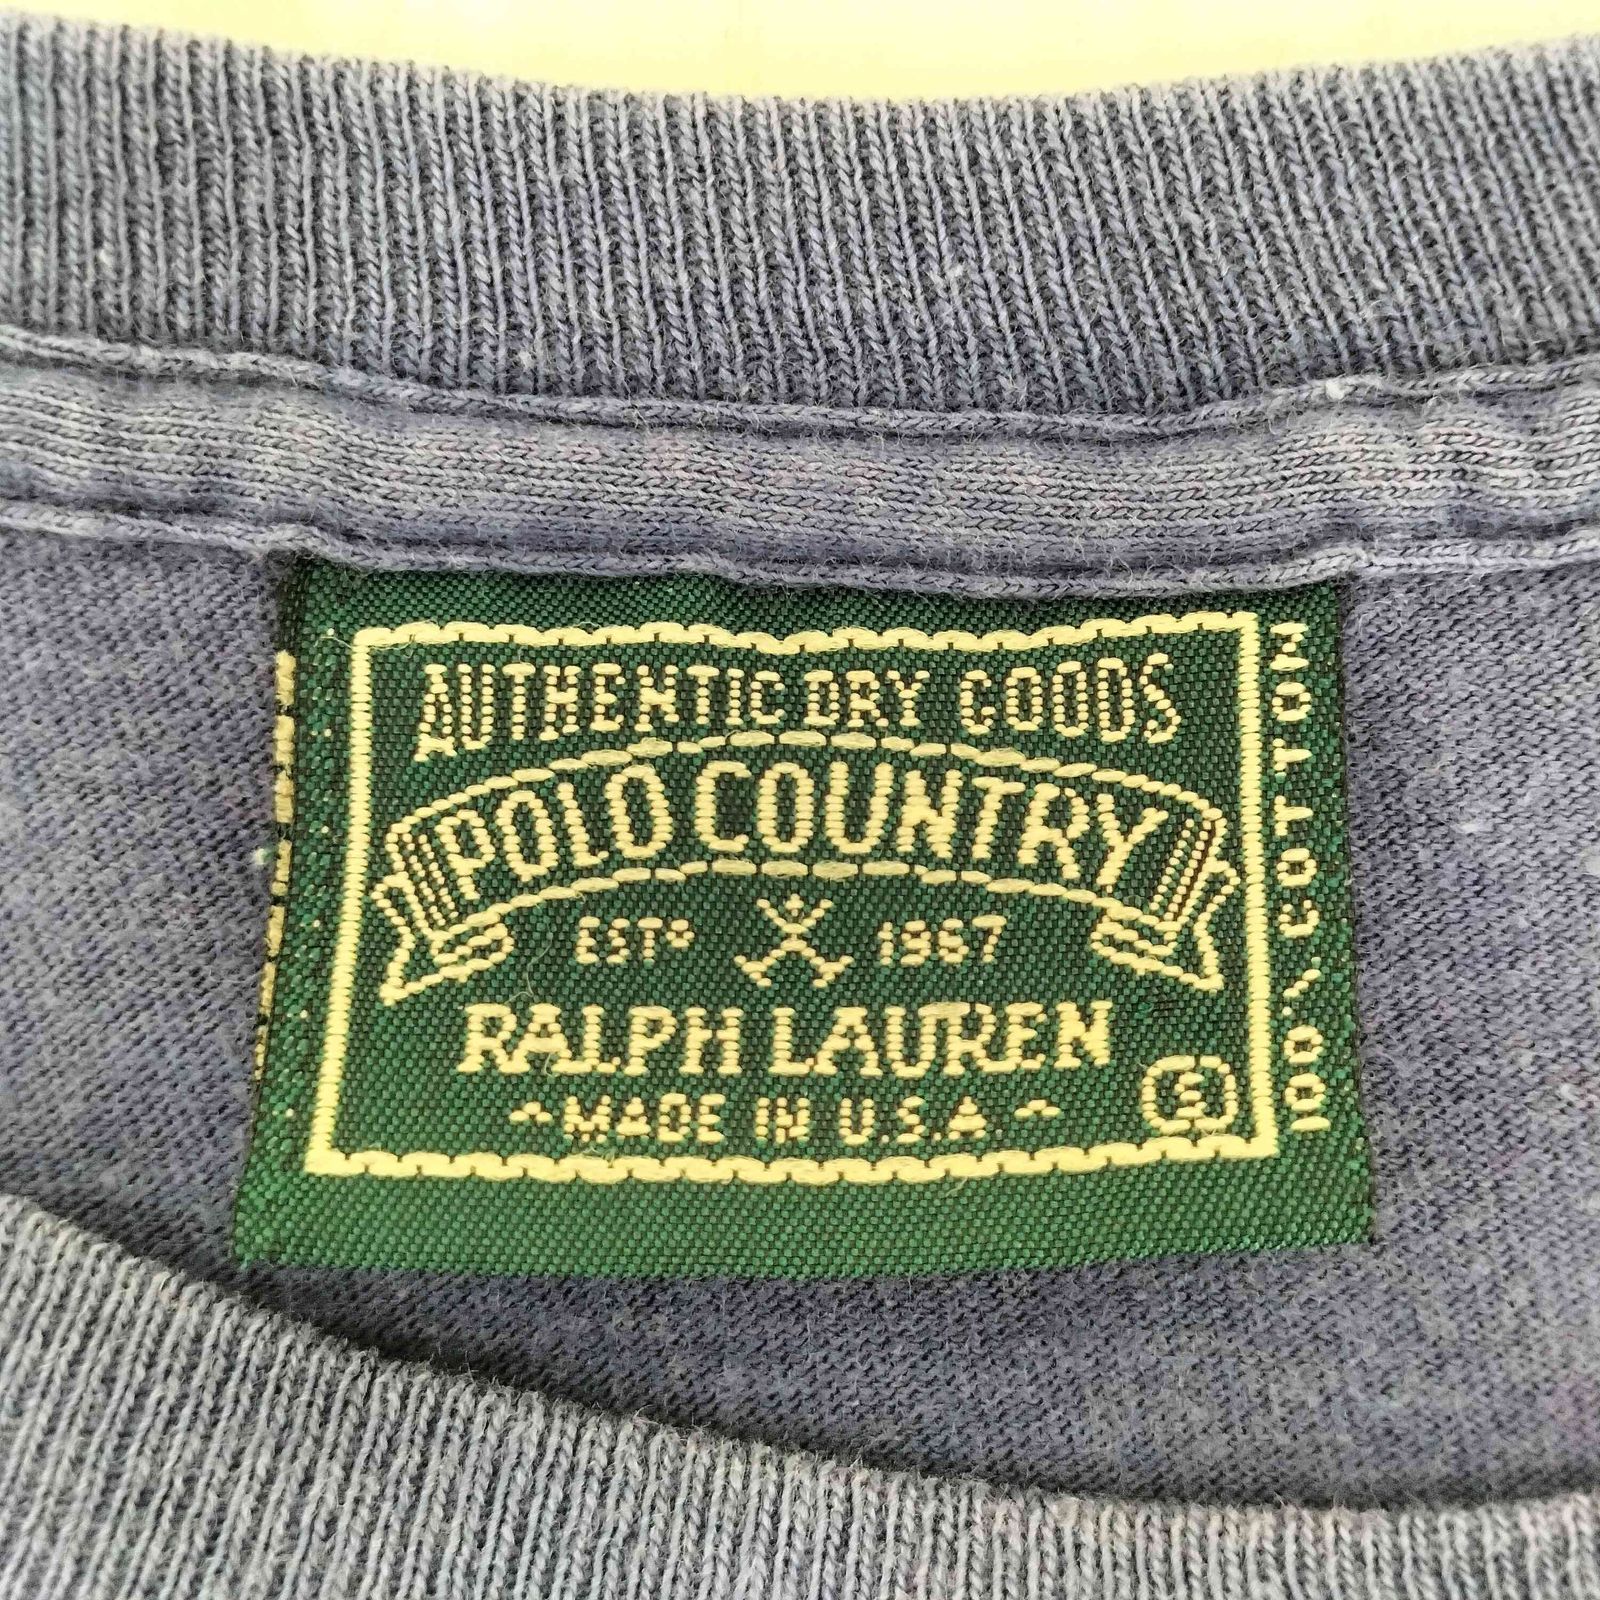 AUTHENTIC DRY GOODS
POLO COUNTRY
EST° 1967
RALPH LAUREN
~ MADE IN U.S.A. ~
100% COTTON